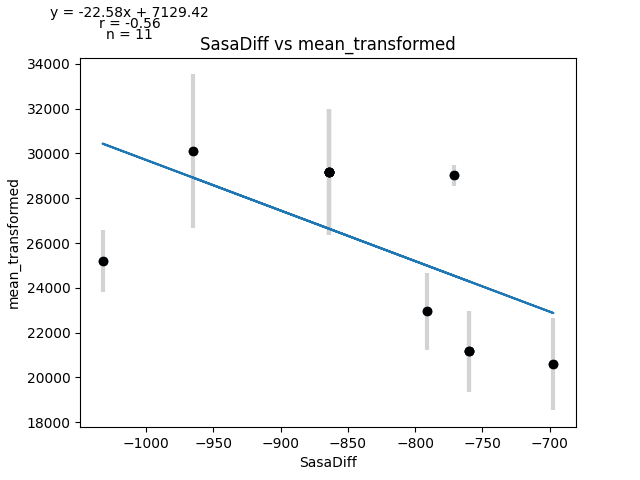 y = -22.58x + 7129.42
r = -0.56
n = 11
SasaDiff vs mean_transformed
34000
32000
30000
28000
26000
24000
22000
20000
18000
mean_transformed
−1000 −950 −900 −850 −800 −750 −700
SasaDiff